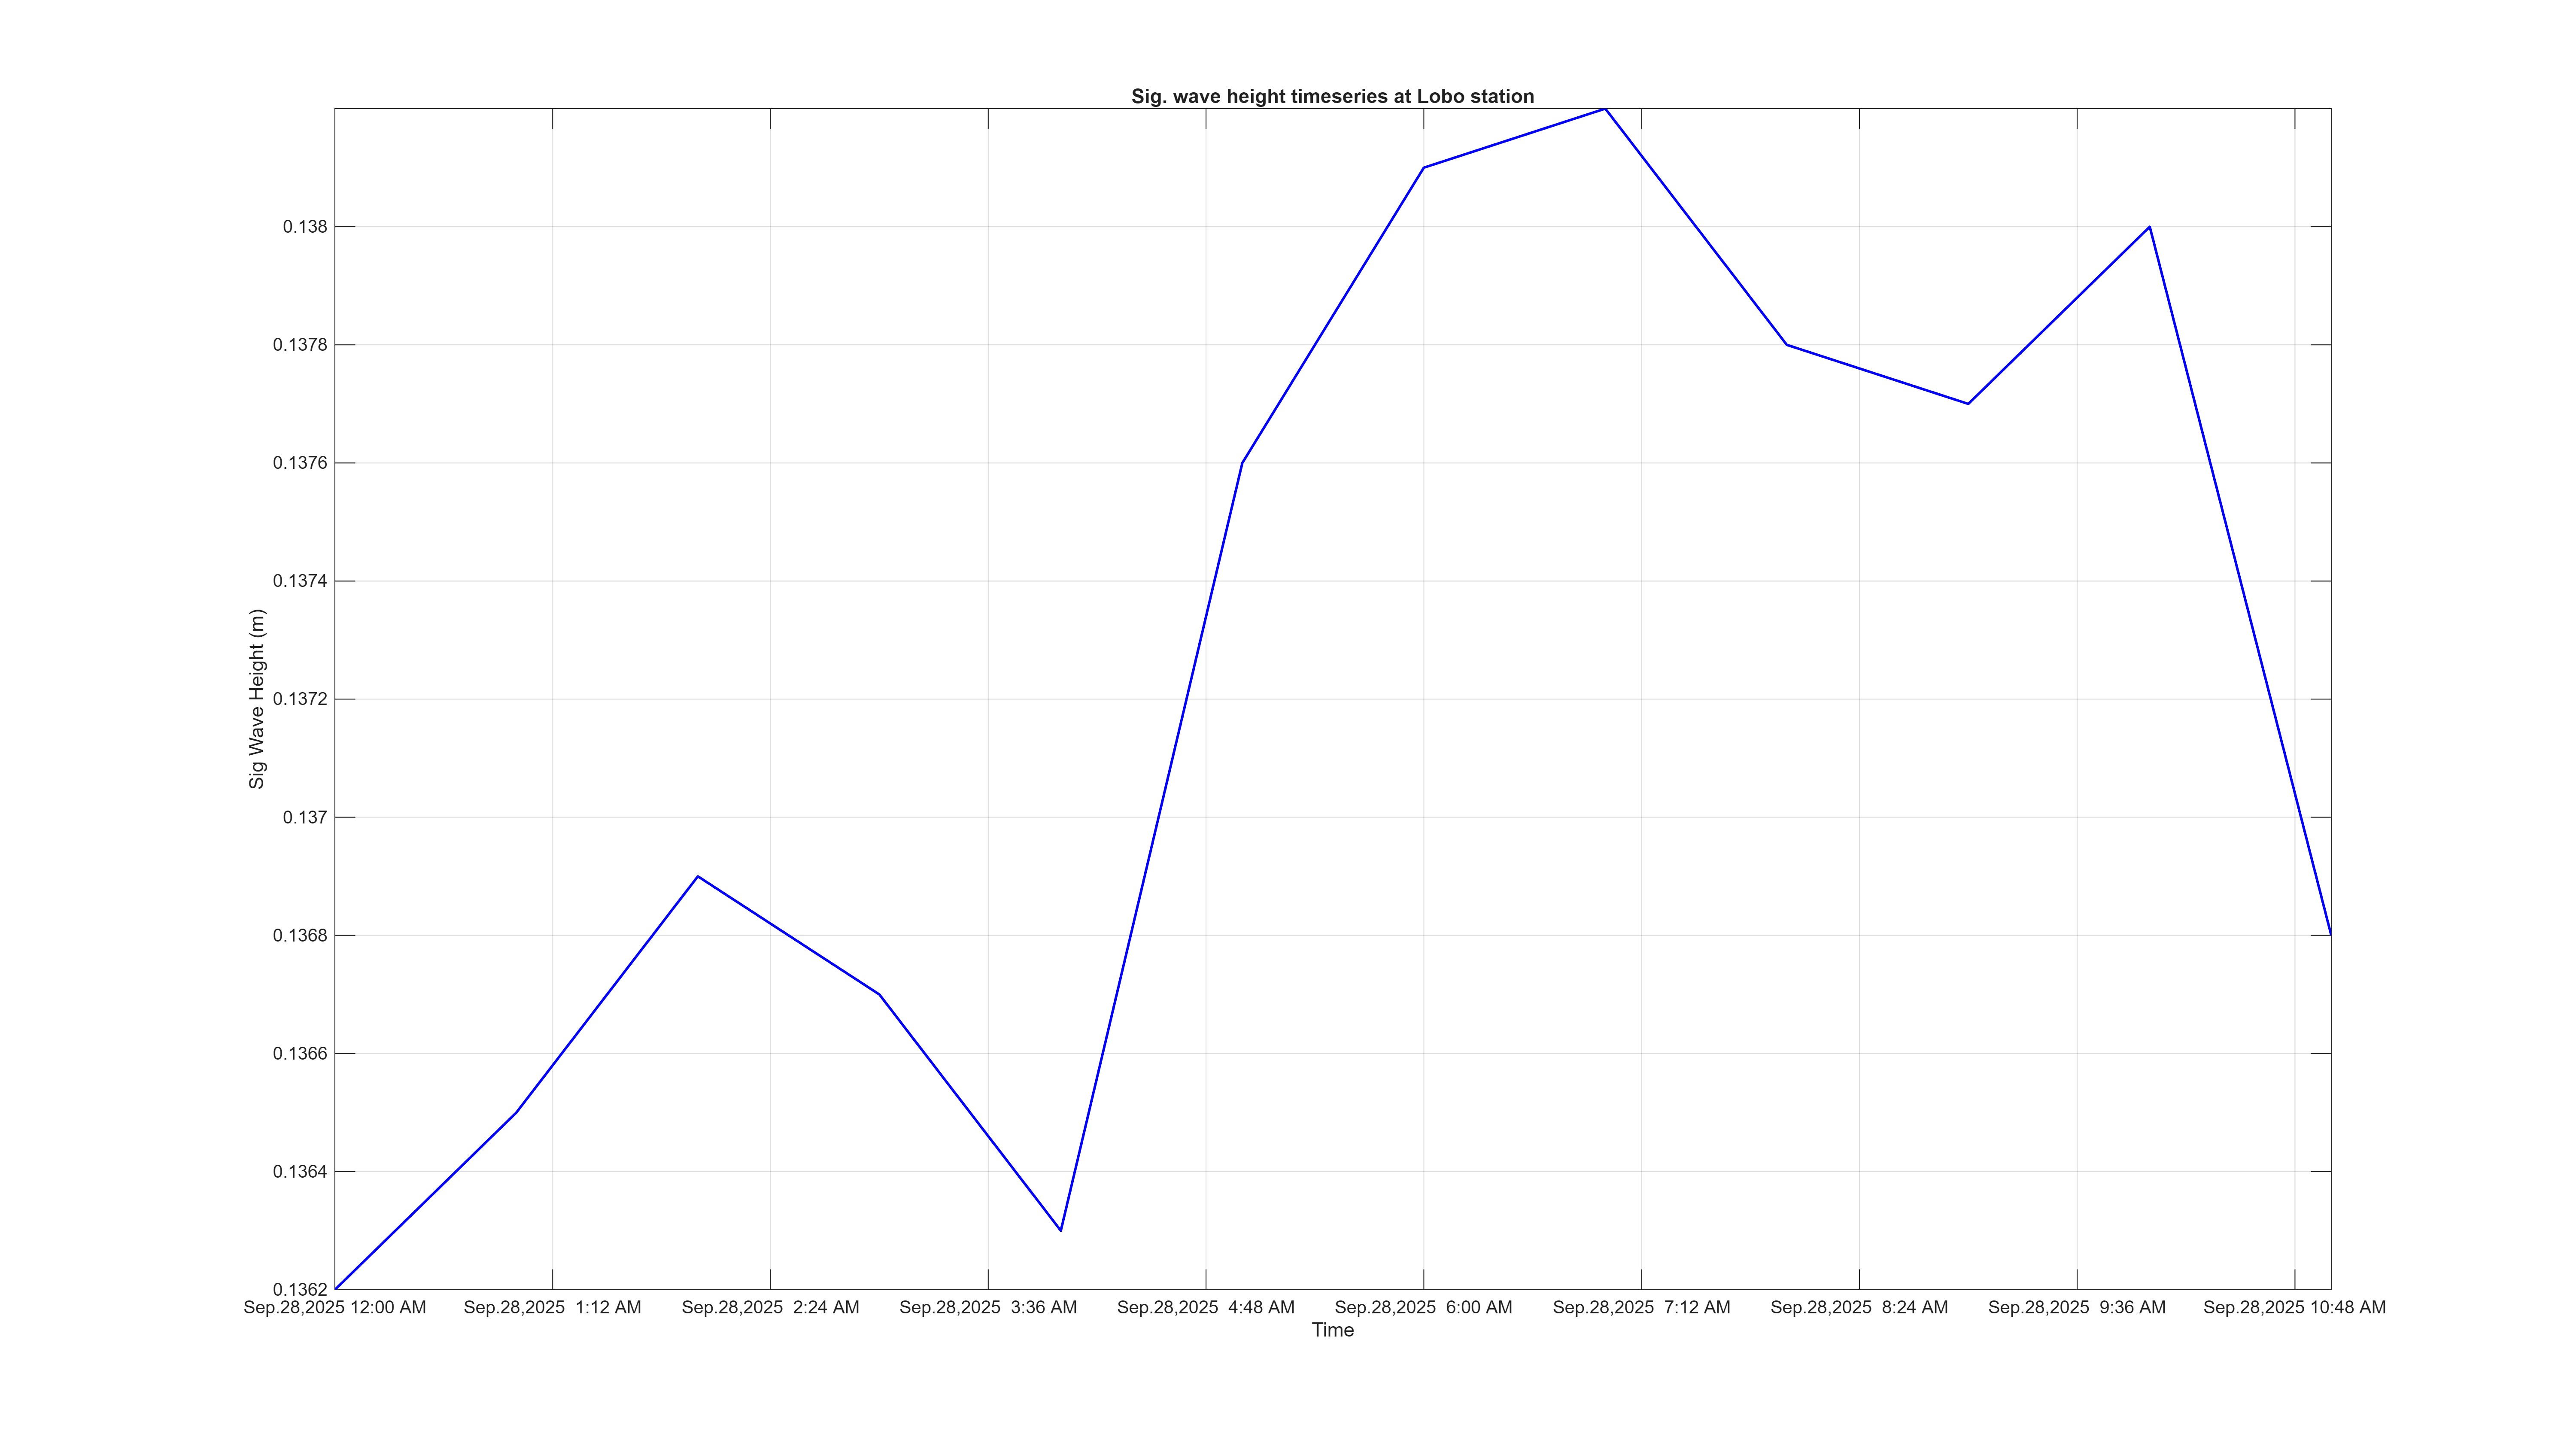 Sig. wave height timeseries at Lobo station
0.138
0.1378
0.1376
0.1374
0.1372
0.137
0.1368
0.1366
0.1364
0.1362
Sig Wave Height (m)
Sep.28,2025 12:00 AM
Sep.28,2025  1:12 AM
Sep.28,2025  2:24 AM
Sep.28,2025  3:36 AM
Sep.28,2025  4:48 AM
Sep.28,2025  6:00 AM
Sep.28,2025  7:12 AM
Sep.28,2025  8:24 AM
Sep.28,2025  9:36 AM
Sep.28,2025 10:48 AM
Time